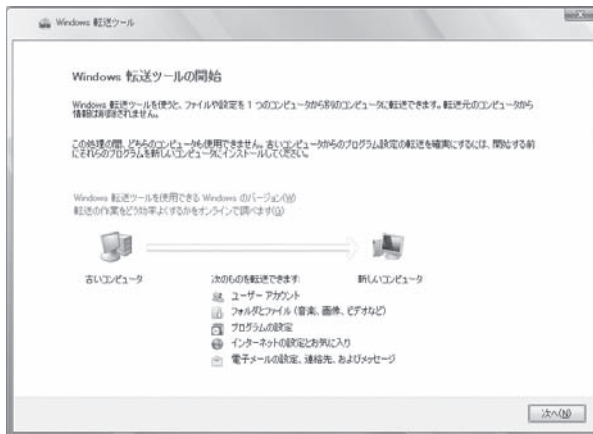 Windows 転送ツール
Windows 転送ツールの開始
Windows 転送ツールを使うと、ファイルや設定を 1 つのコンピュータから別のコンピュータに転送できます。転送元のコンピュータから
情報は削除されません。
この処理の間、どちらのコンピュータも使用できません。古いコンピュータからのプログラム設定の転送を確実にするには、開始する前
にそれらのプログラムを新しいコンピュータにインストールしてください。
Windows 転送ツールを使用できる Windows のバージョン(W)
転送の作業をどう効率よくするかをオンラインで調べます(G)
古いコンピュータ
次のものを転送できます:
新しいコンピュータ
ユーザー アカウント
フォルダとファイル (音楽、画像、ビデオなど)
プログラムの設定
インターネットの設定とお気に入り
電子メールの設定、連絡先、およびメッセージ
次へ(N)